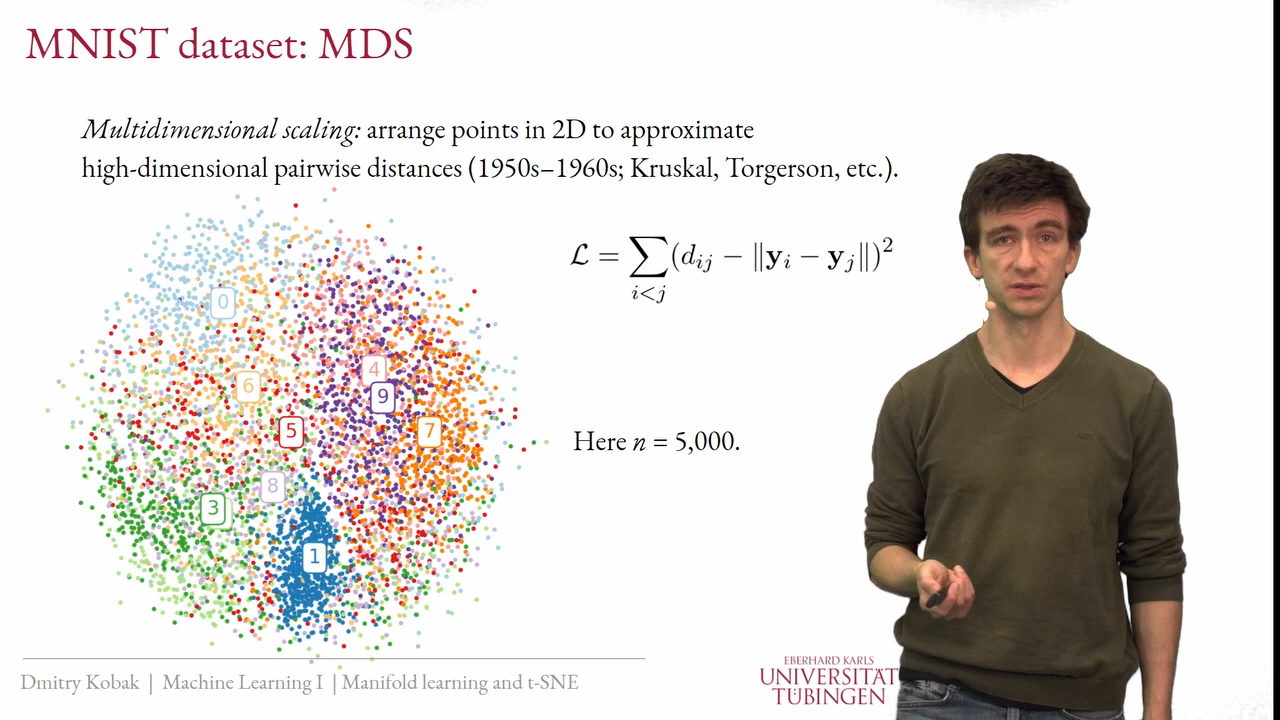 MNIST dataset: MDS
Multidimensional scaling: arrange points in 2D to approximate
high-dimensional pairwise distances (1950s–1960s; Kruskal, Torgerson, etc.).
ℒ = ∑_{i<j} (d_{ij} − ‖y_i − y_j‖)²
0
4
6
9
5
7
Here n = 5,000.
8
3
1
Dmitry Kobak | Machine Learning I | Manifold learning and t-SNE
EBERHARD KARLS
UNIVERSITÄT
TÜBINGEN